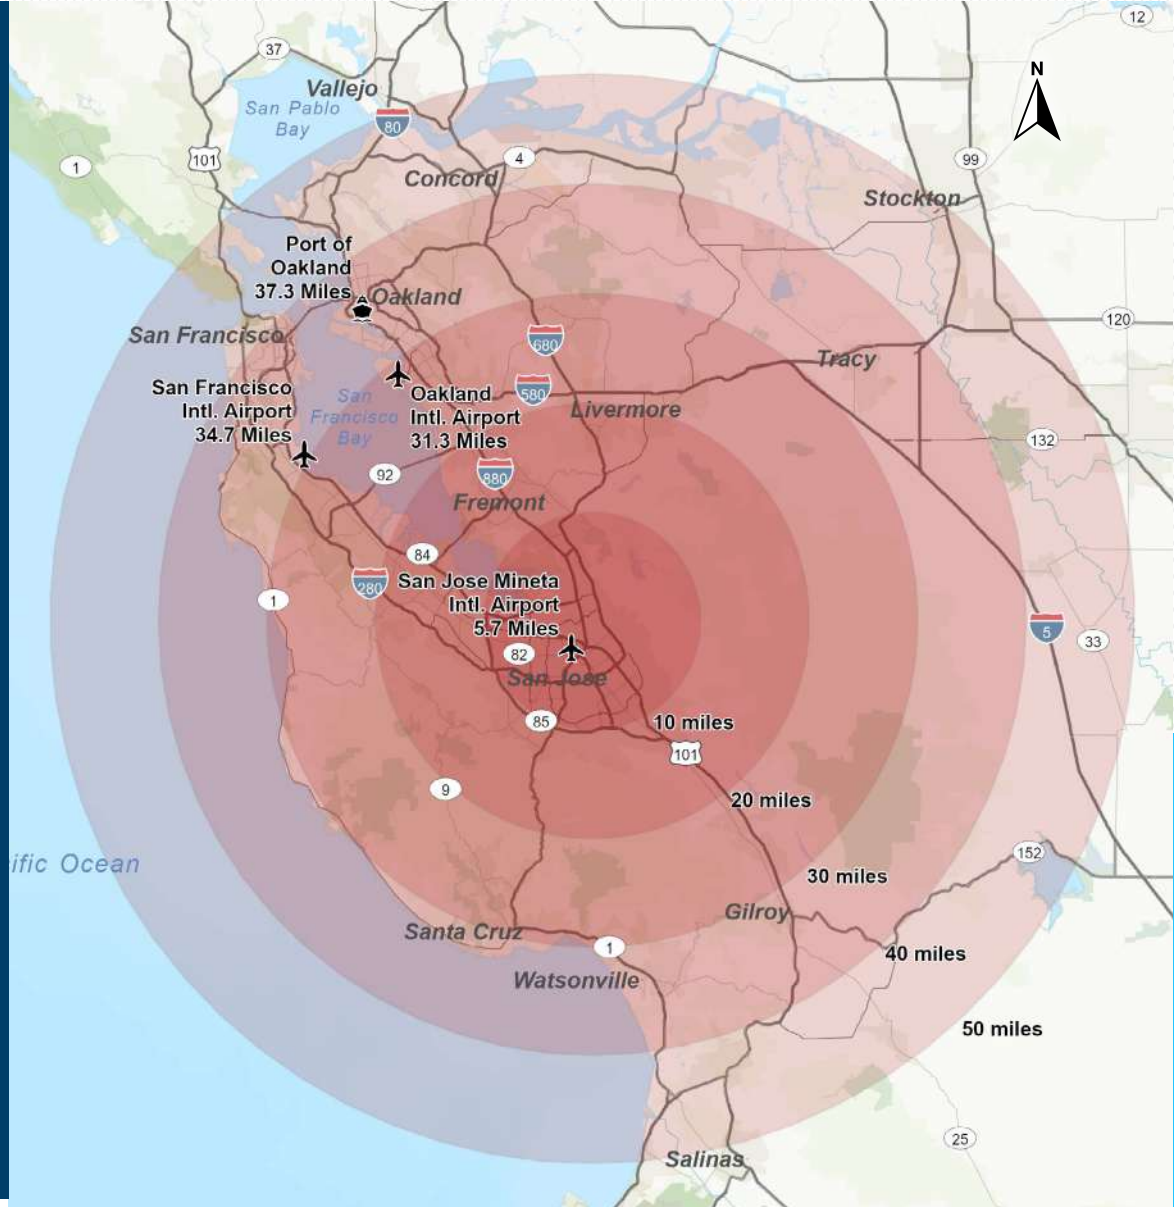 12
37
Vallejo
San Pablo
Bay
80
N
1
101
4
99
Concord
Stockton
Port of
Oakland
37.3 Miles
Oakland
120
San Francisco
680
Tracy
San Francisco
Intl. Airport
34.7 Miles
San
Francisco
Bay
Oakland
Intl. Airport
31.3 Miles
580
Livermore
132
92
880
Fremont
84
280
San Jose Mineta
Intl. Airport
5.7 Miles
1
5
33
82
San Jose
85
10 miles
101
9
20 miles
ific Ocean
152
30 miles
Gilroy
Santa Cruz
1
40 miles
Watsonville
50 miles
25
Salinas